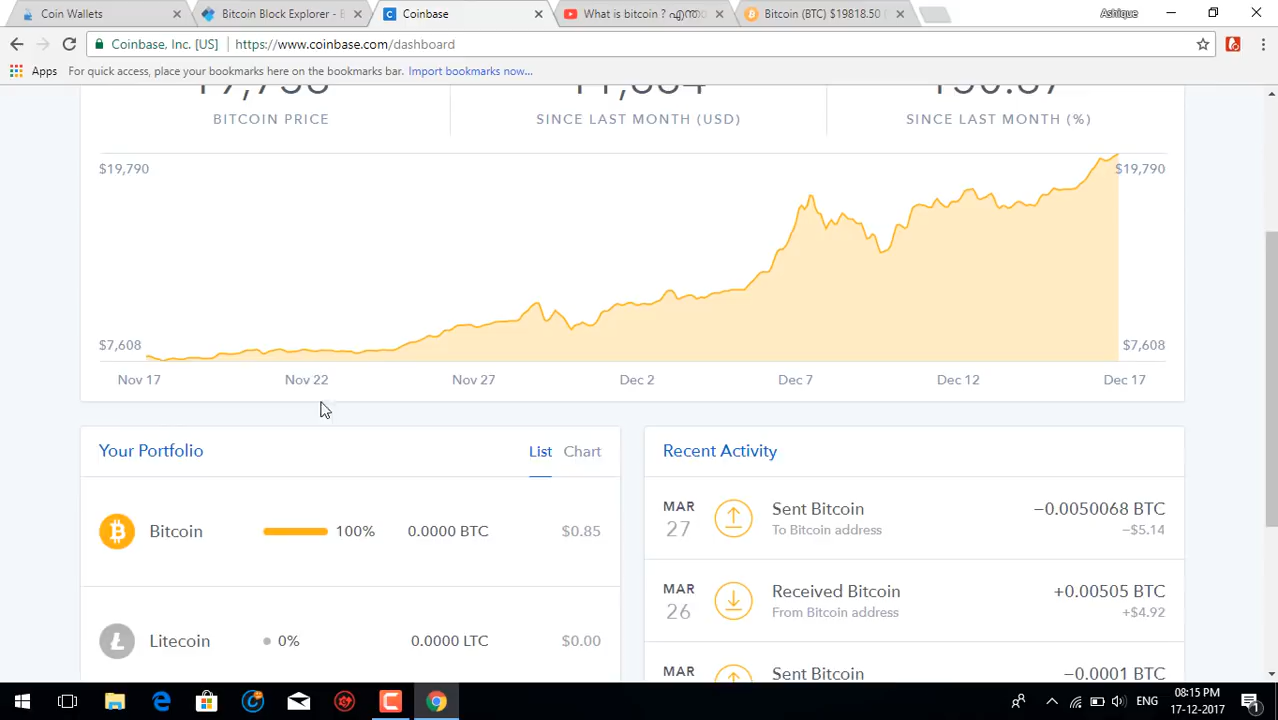 Coin Wallets
Bitcoin Block Explorer -
Coinbase
What is bitcoin ? -
Bitcoin (BTC) $19818.50
Ashique
Coinbase, Inc. [US]
https://www.coinbase.com/dashboard
Apps
For quick access, place your bookmarks here on the bookmarks bar.
Import bookmarks now...
BITCOIN PRICE
SINCE LAST MONTH (USD)
SINCE LAST MONTH (%)
$19,790
$19,790
$7,608
$7,608
Nov 17
Nov 22
Nov 27
Dec 2
Dec 7
Dec 12
Dec 17
Your Portfolio
List
Chart
Bitcoin
100%
0.0000 BTC
$0.85
Litecoin
0%
0.0000 LTC
$0.00
Recent Activity
MAR
27
Sent Bitcoin
−0.0050068 BTC
To Bitcoin address
−$5.14
MAR
26
Received Bitcoin
+0.00505 BTC
From Bitcoin address
+$4.92
MAR
Sent Bitcoin
−0.0001 BTC
ENG
08:15 PM
17-12-2017